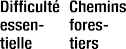 Difficulté Chemins
essen- fores-
tielle tiers